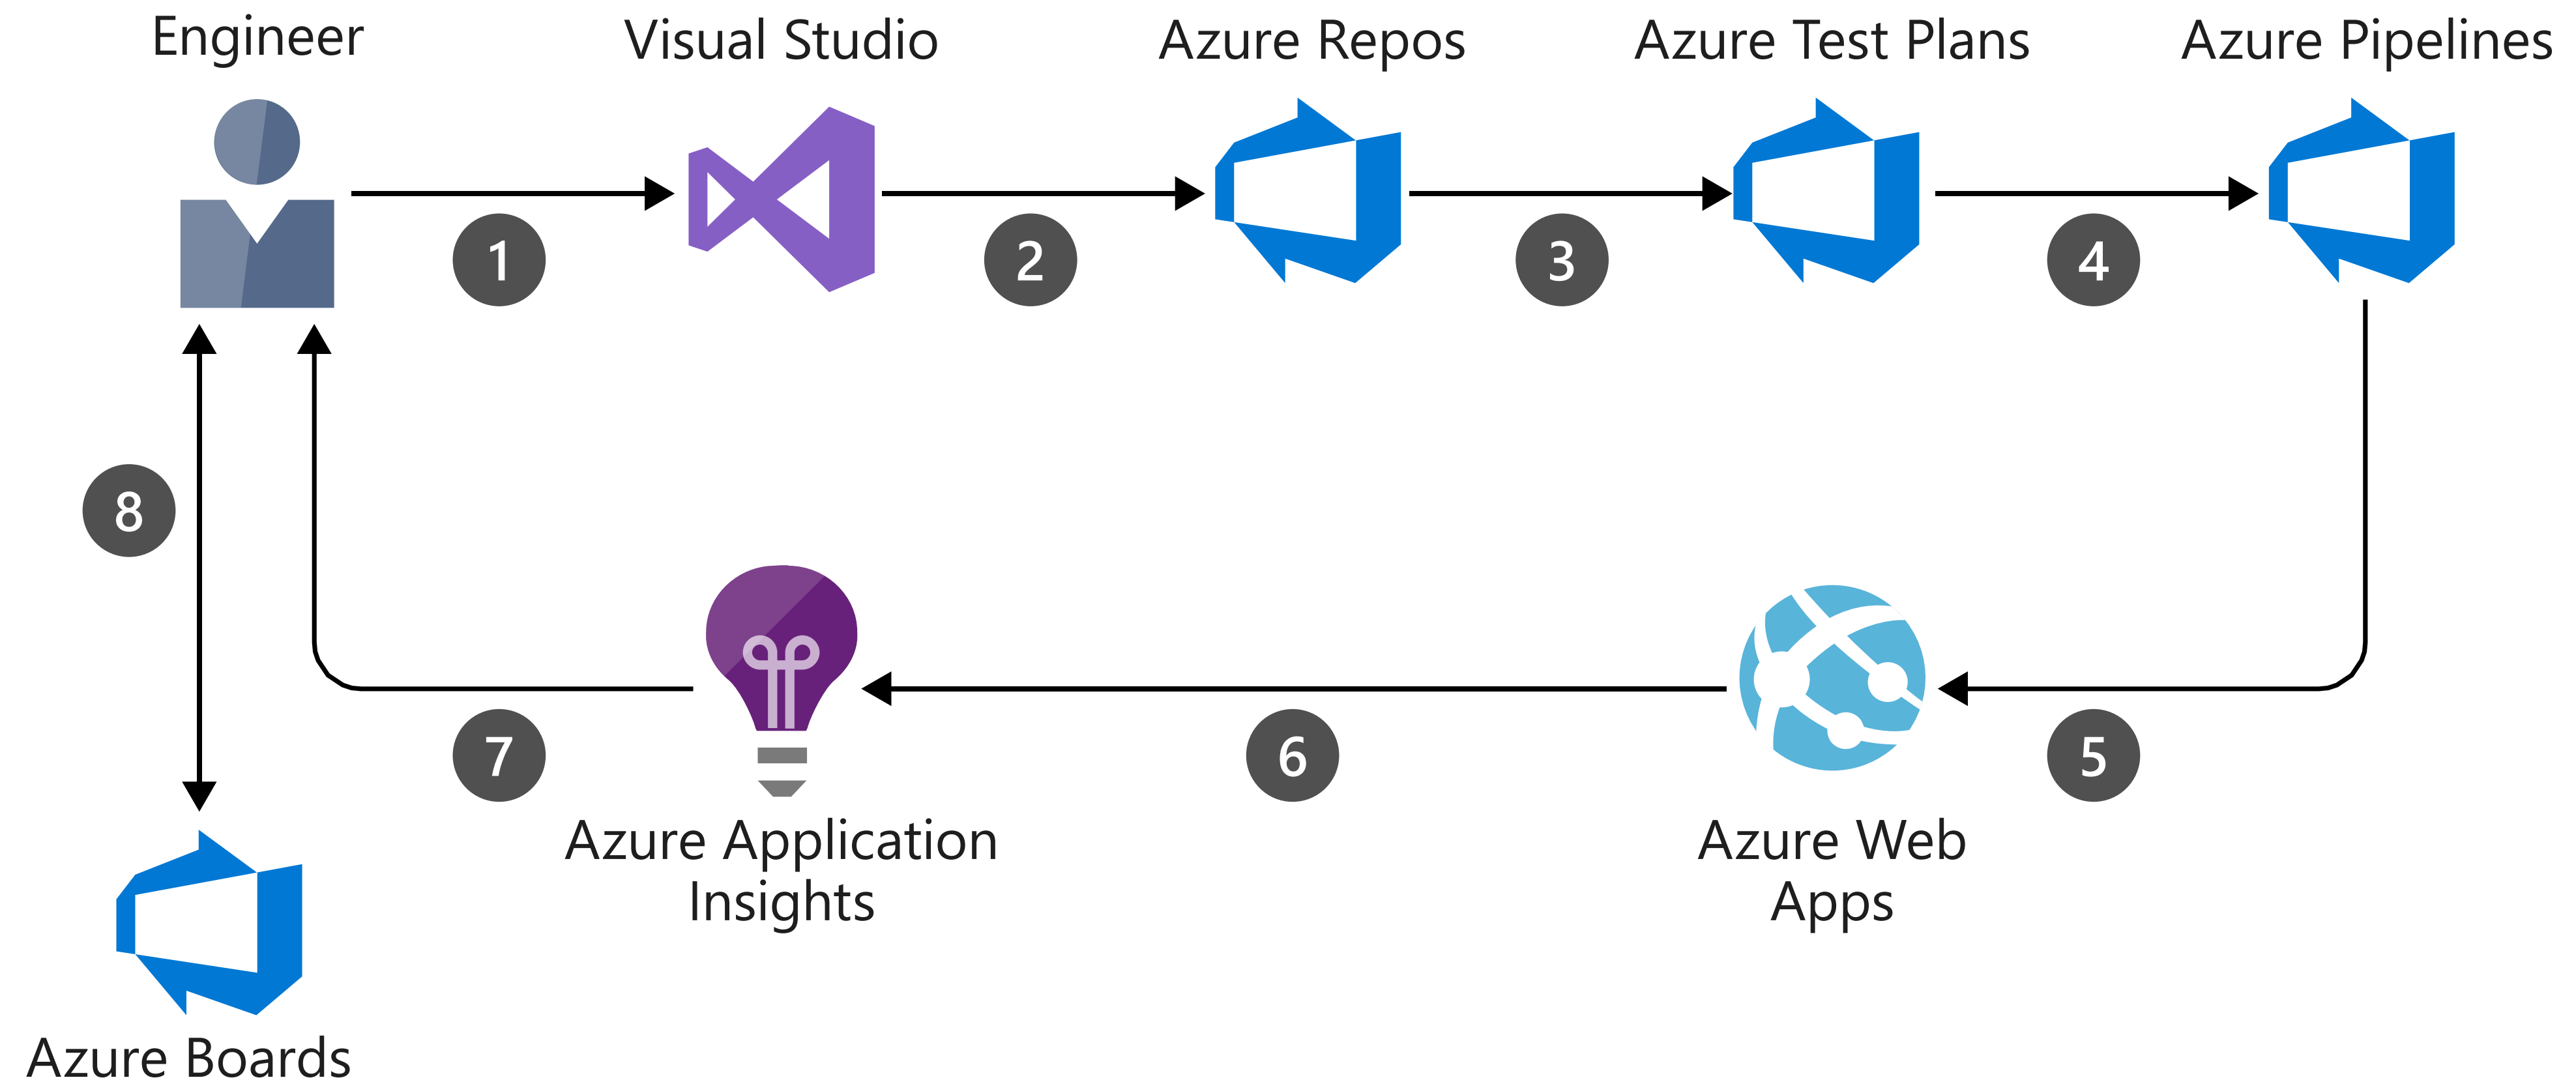 Engineer
Visual Studio
Azure Repos
Azure Test Plans
Azure Pipelines
1
2
3
4
8
7
6
5
Azure Application
Insights
Azure Web
Apps
Azure Boards